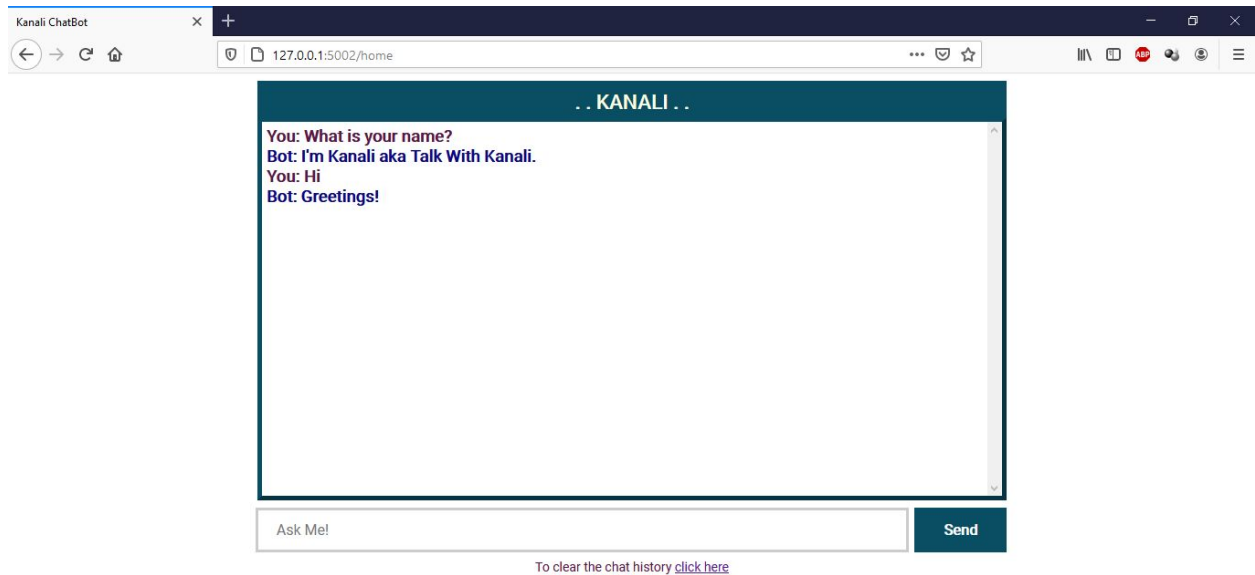 Kanali ChatBot
127.0.0.1:5002/home
ABP
. . KANALI . .
You: What is your name?
Bot: I'm Kanali aka Talk With Kanali.
You: Hi
Bot: Greetings!
Ask Me!
Send
To clear the chat history click here